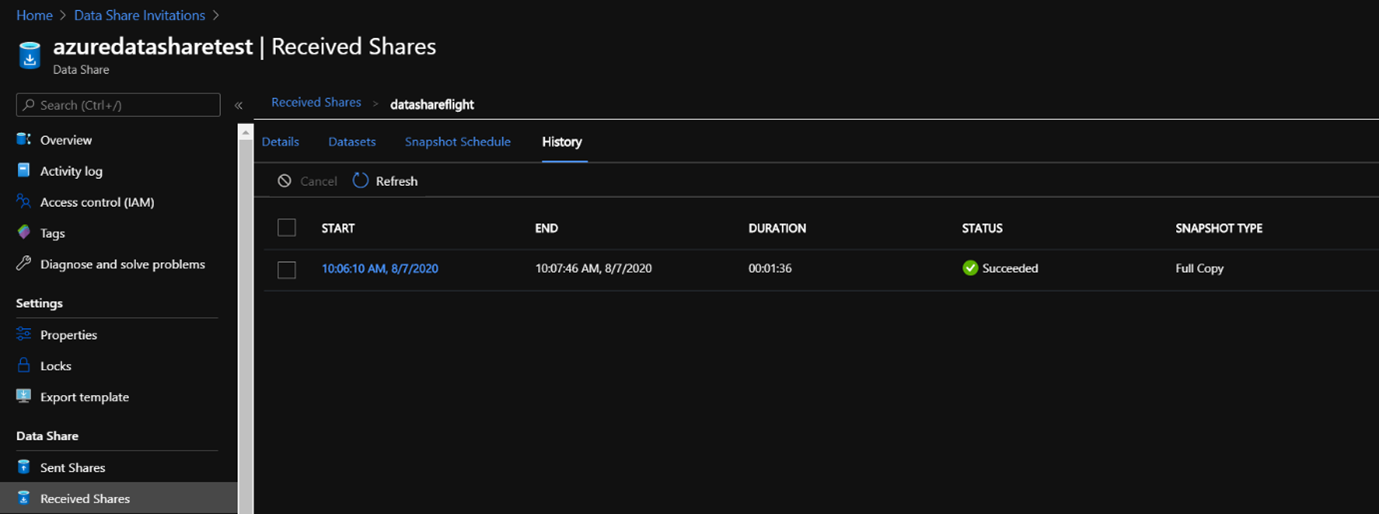 Home > Data Share Invitations >
azuredatasharetest | Received Shares
Data Share
Search (Ctrl+/)
«
Overview
Activity log
Access control (IAM)
Tags
Diagnose and solve problems
Settings
Properties
Locks
Export template
Data Share
Sent Shares
Received Shares
Received Shares > datashareflight
Details Datasets Snapshot Schedule History
Cancel Refresh
START END DURATION STATUS SNAPSHOT TYPE
10:06:10 AM, 8/7/2020 10:07:46 AM, 8/7/2020 00:01:36 Succeeded Full Copy